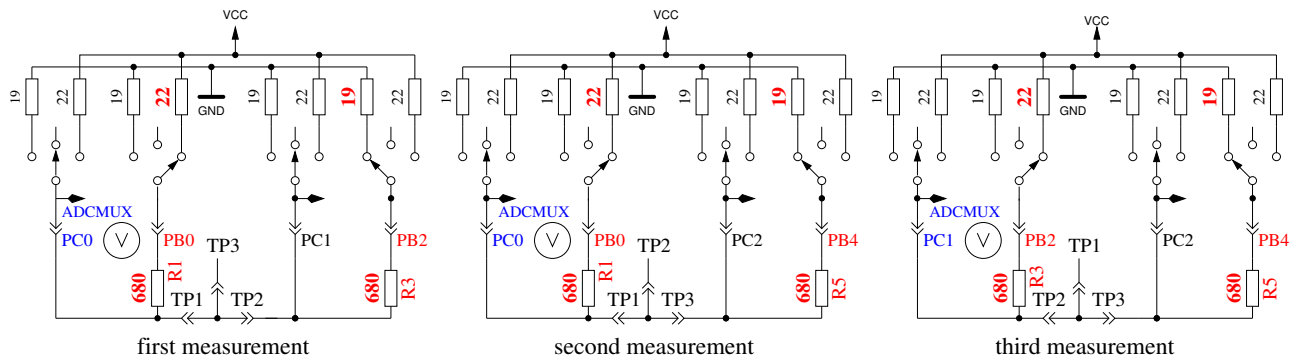 VCC
19
22
19
22
GND
19
22
19
22
ADCMUX
PC0
V
PB0
TP3
PC1
PB2
680
R1
TP1
TP2
680
R3
first measurement
VCC
19
22
19
22
GND
19
22
19
22
ADCMUX
PC0
V
PB0
TP2
PC2
PB4
680
R1
TP1
TP3
680
R5
second measurement
VCC
19
22
19
22
GND
19
22
19
22
ADCMUX
PC1
V
PB2
TP1
PC2
PB4
680
R3
TP2
TP3
680
R5
third measurement